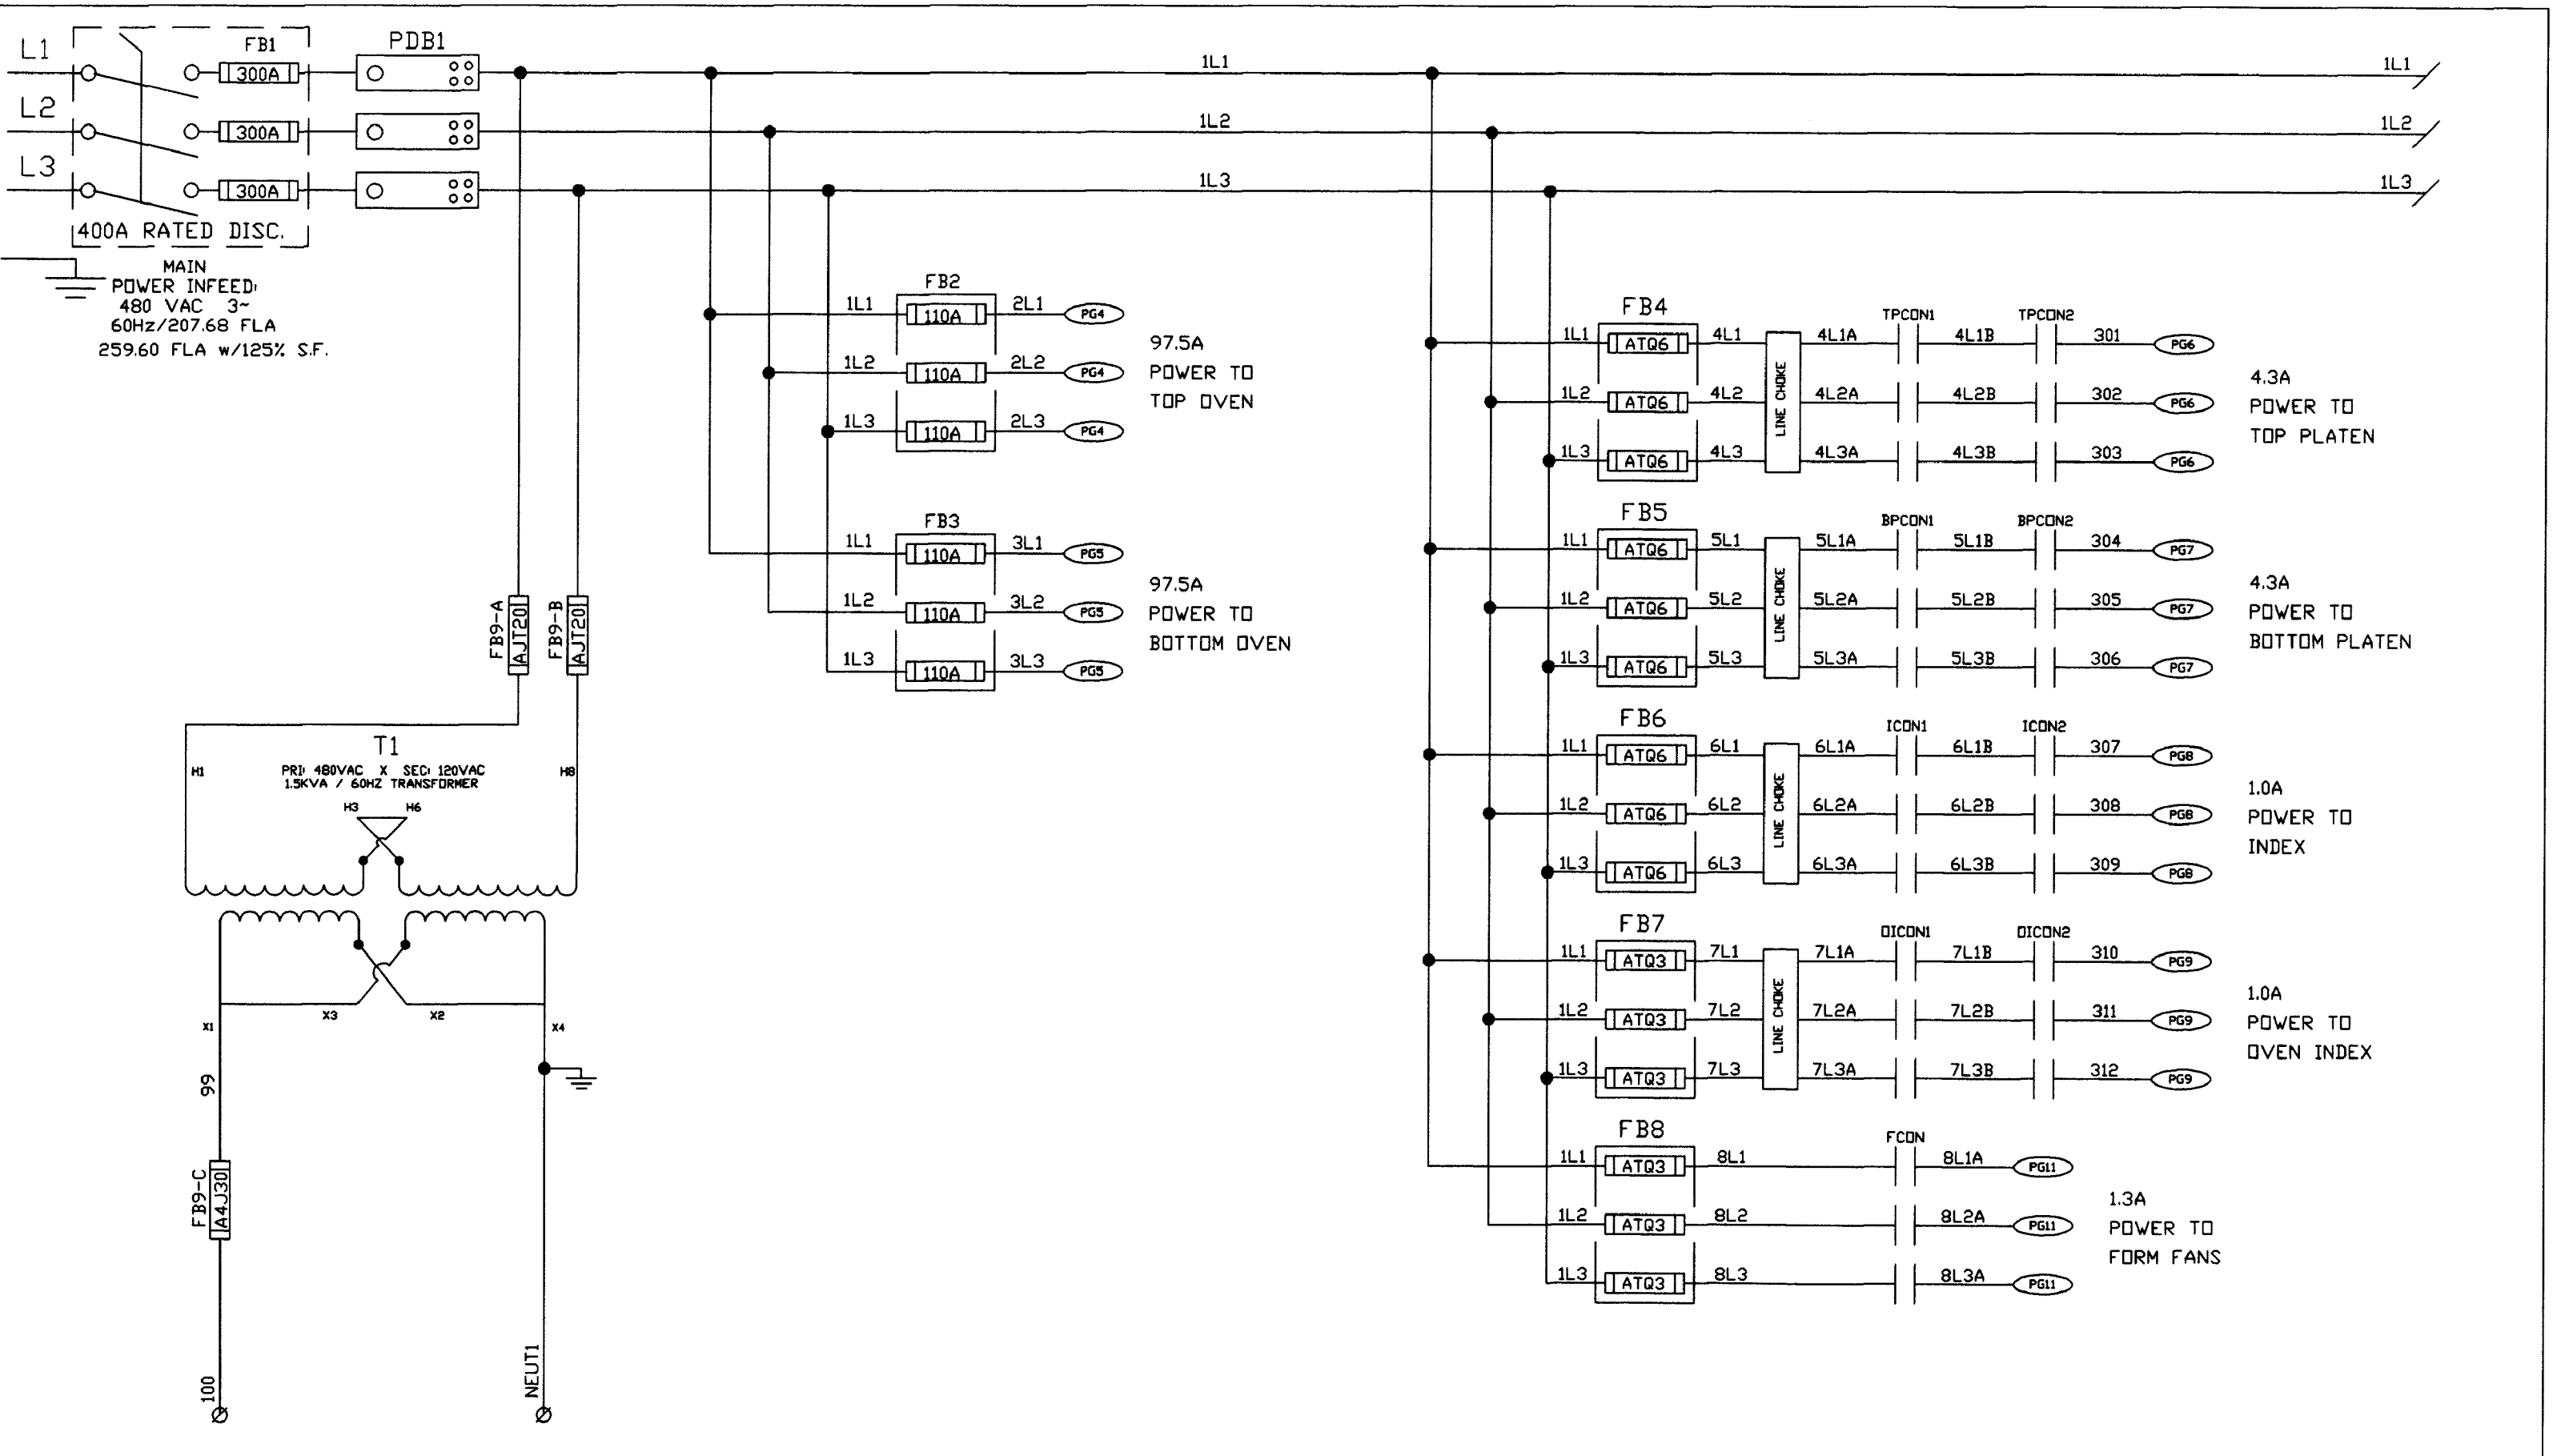 L1
FB1
300A
PDB1
1L1
1L1
L2
300A
1L2
1L2
L3
300A
1L3
1L3
400A RATED DISC.
MAIN
POWER INFEED:
480 VAC 3~
60Hz/207.68 FLA
259.60 FLA w/125% S.F.
FB2
1L1
110A
2L1
PG4
1L2
110A
2L2
PG4
1L3
110A
2L3
PG4
97.5A
POWER TO
TOP OVEN
FB3
1L1
110A
3L1
PG5
1L2
110A
3L2
PG5
1L3
110A
3L3
PG5
97.5A
POWER TO
BOTTOM OVEN
FB9-A
AJT20
FB9-B
AJT20
T1
PRI: 480VAC X SEC: 120VAC
1.5KVA / 60HZ TRANSFORMER
H1
H8
H3
H6
X1
X3
X2
X4
99
FB9-C
A4J30
100
NEUT1
FB4
TPCON1
TPCON2
1L1
ATQ6
4L1
4L1A
4L1B
301
PG6
1L2
ATQ6
4L2
LINE CHOKE
4L2A
4L2B
302
PG6
1L3
ATQ6
4L3
4L3A
4L3B
303
PG6
4.3A
POWER TO
TOP PLATEN
FB5
BPCON1
BPCON2
1L1
ATQ6
5L1
5L1A
5L1B
304
PG7
1L2
ATQ6
5L2
LINE CHOKE
5L2A
5L2B
305
PG7
1L3
ATQ6
5L3
5L3A
5L3B
306
PG7
4.3A
POWER TO
BOTTOM PLATEN
FB6
ICON1
ICON2
1L1
ATQ6
6L1
6L1A
6L1B
307
PG8
1L2
ATQ6
6L2
LINE CHOKE
6L2A
6L2B
308
PG8
1L3
ATQ6
6L3
6L3A
6L3B
309
PG8
1.0A
POWER TO
INDEX
FB7
OICON1
OICON2
1L1
ATQ3
7L1
7L1A
7L1B
310
PG9
1L2
ATQ3
7L2
LINE CHOKE
7L2A
7L2B
311
PG9
1L3
ATQ3
7L3
7L3A
7L3B
312
PG9
1.0A
POWER TO
OVEN INDEX
FB8
FCON
1L1
ATQ3
8L1
8L1A
PG11
1L2
ATQ3
8L2
8L2A
PG11
1L3
ATQ3
8L3
8L3A
PG11
1.3A
POWER TO
FORM FANS